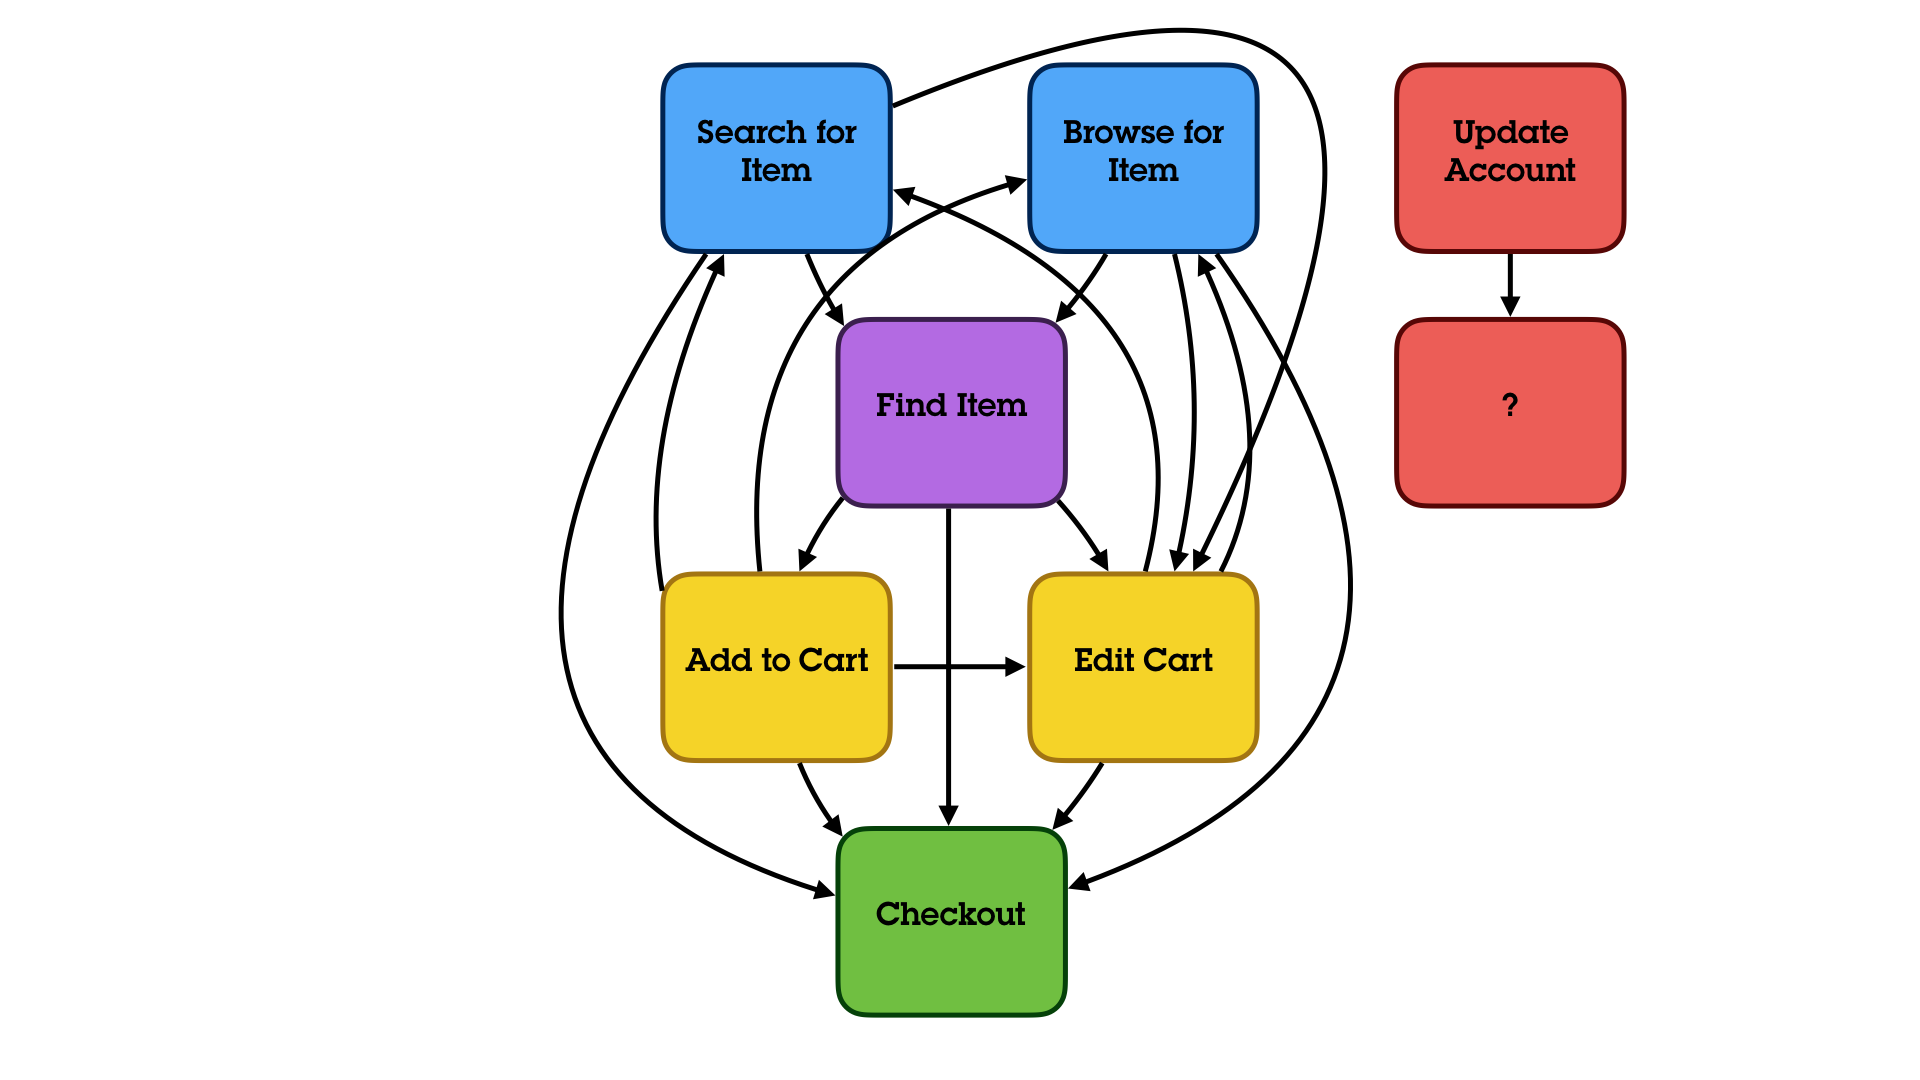 Search for
Item
Browse for
Item
Update
Account
Find Item
?
Add to Cart
Edit Cart
Checkout